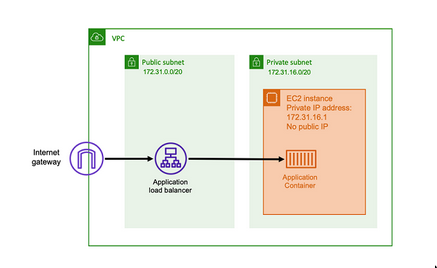 VPC
Public subnet
172.31.0.0/20
Private subnet
172.31.16.0/20
EC2 instance
Private IP address:
172.31.16.1
No public IP
Internet
gateway
Application
load balancer
Application
Container